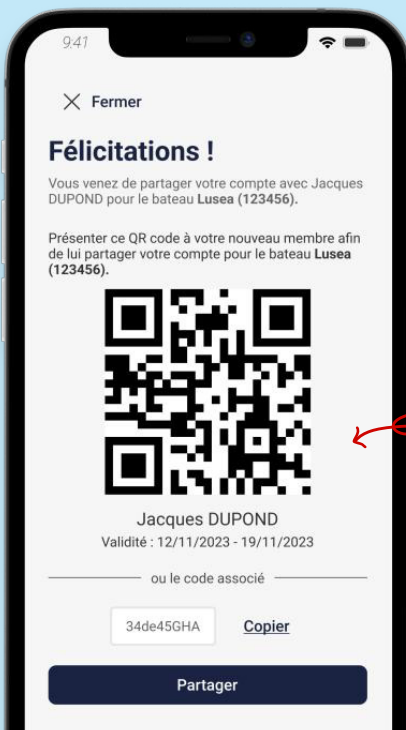 9:41
Fermer
Félicitations !
Vous venez de partager votre compte avec Jacques
DUPOND pour le bateau Lusea (123456).
Présenter ce QR code à votre nouveau membre afin
de lui partager votre compte pour le bateau Lusea
(123456).
Jacques DUPOND
Validité : 12/11/2023 - 19/11/2023
ou le code associé
34de45GHA Copier
Partager